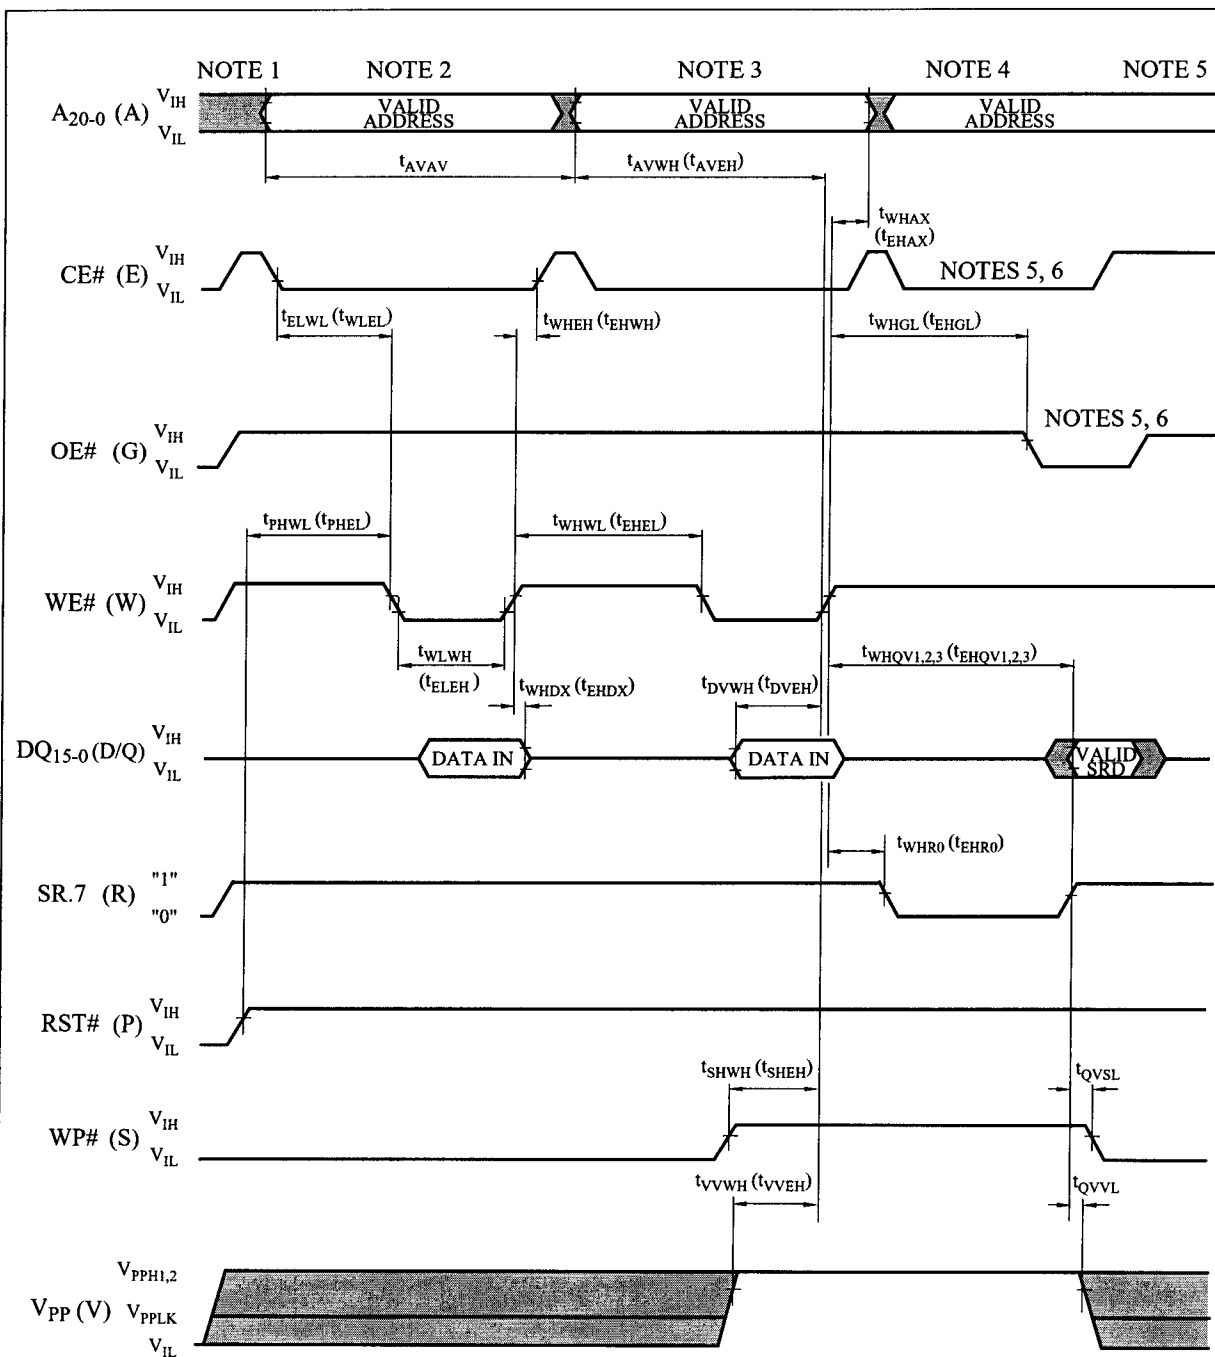 NOTE 1 NOTE 2 NOTE 3 NOTE 4 NOTE 5
A20-0 (A) VIH VIL
VALID ADDRESS VALID ADDRESS VALID ADDRESS
tAVAV tAVWH (tAVEH)
tWHAX
(tEHAX)
CE# (E) VIH VIL
NOTES 5, 6
tELWL (tWLEL) tWHEH (tEHWH) tWHGL (tEHGL)
OE# (G) VIH VIL
NOTES 5, 6
tPHWL (tPHEL) tWHWL (tEHEL)
WE# (W) VIH VIL
tWLWH
(tELEH)
tWHDX (tEHDX) tDVWH (tDVEH) tWHQV1,2,3 (tEHQV1,2,3)
DQ15-0 (D/Q) VIH VIL
DATA IN DATA IN VALID SRD
tWHR0 (tEHR0)
SR.7 (R) "1" "0"
RST# (P) VIH VIL
tSHWH (tSHEH) tQVSL
WP# (S) VIH VIL
tVVWH (tVVEH) tQVVL
VPP (V) VPPH1,2 VPPLK VIL